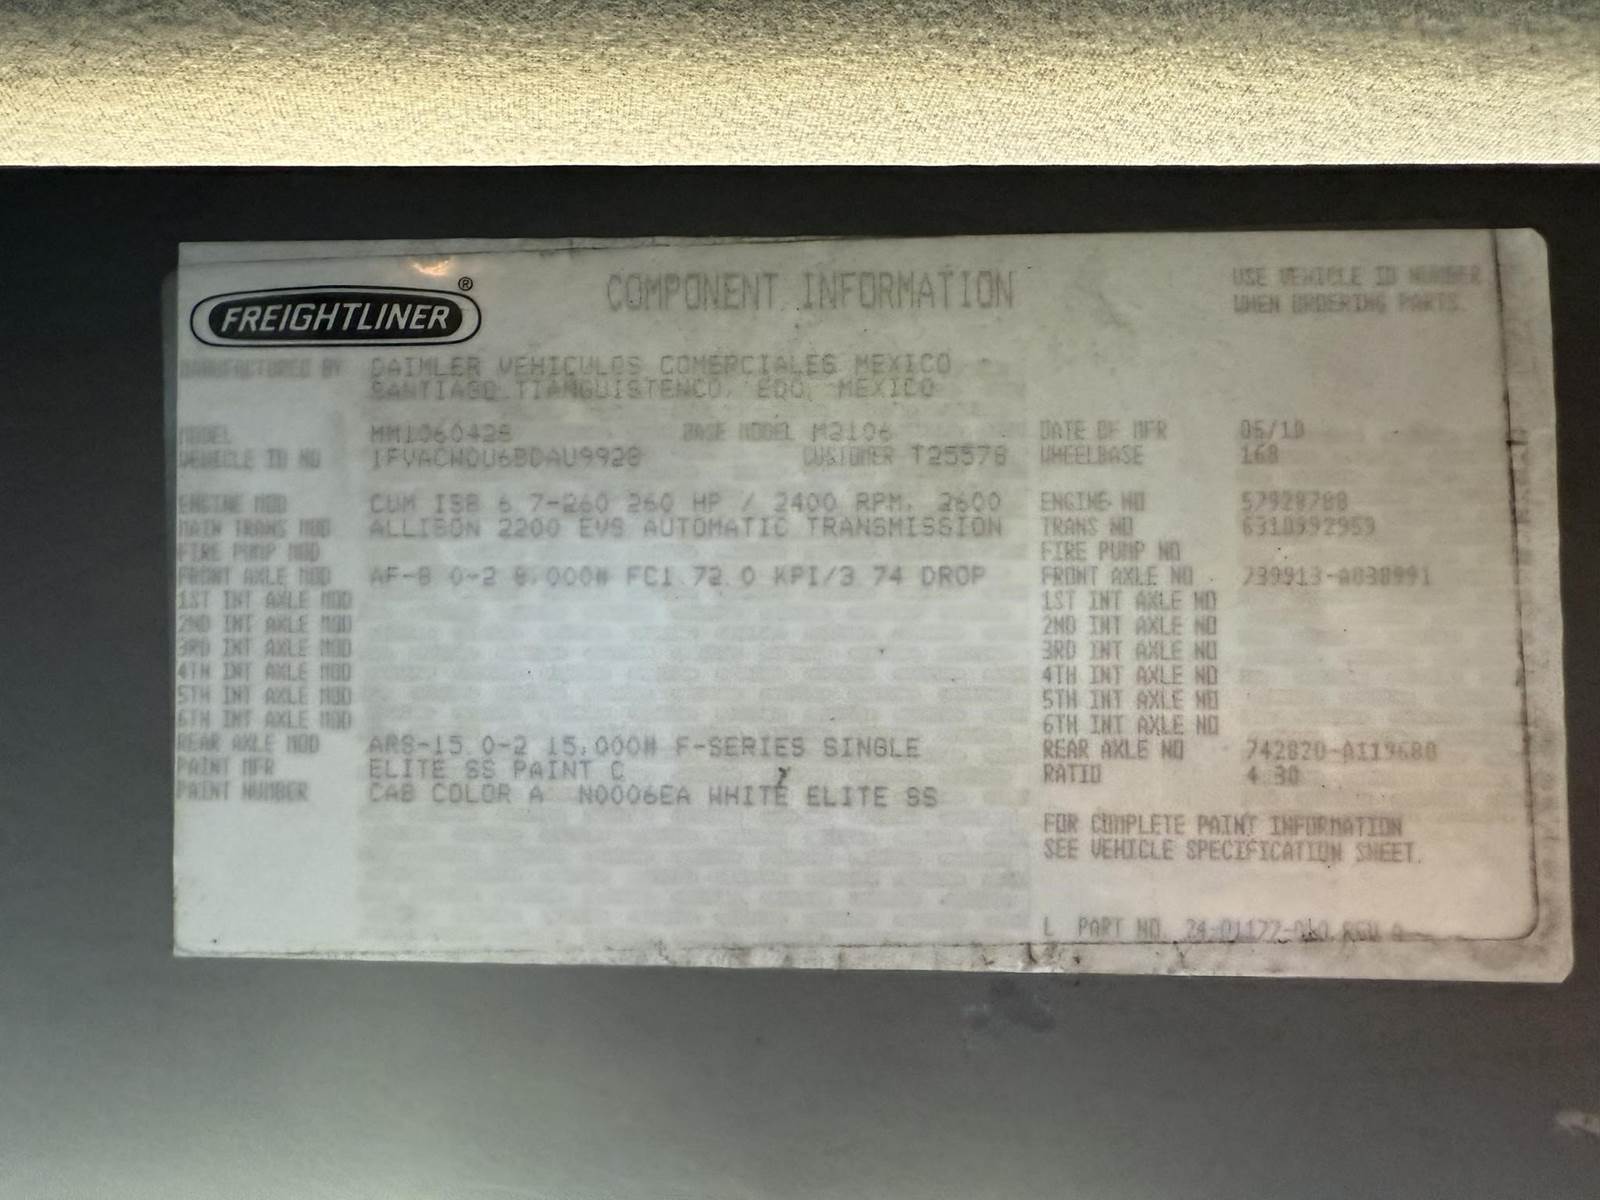 FREIGHTLINER®
COMPONENT INFORMATION
USE VEHICLE ID NUMBER
WHEN ORDERING PARTS.
MANUFACTURED BY DAIMLER VEHICULOS COMERCIALES MEXICO
SANTIAGO TIANGUISTENCO, EDO, MEXICO
MODEL MM106042S BASE MODEL M2106 DATE OF MFR 05/10
VEHICLE ID NO CUSTOMER T25578 WHEELBASE 168
ENGINE MOD CUM ISB 6.7-260 260 HP / 2400 RPM, 2600 ENGINE NO
MAIN TRANS MOD ALLISON 2200 EVS AUTOMATIC TRANSMISSION TRANS NO 6310992959
FIRE PUMP MOD FIRE PUMP NO
FRONT AXLE MOD AF-8.0-2 8,000# FC1 72.0 KPI/3.74 DROP FRONT AXLE NO
1ST INT AXLE MOD 1ST INT AXLE NO
2ND INT AXLE MOD 2ND INT AXLE NO
3RD INT AXLE MOD 3RD INT AXLE NO
4TH INT AXLE MOD 4TH INT AXLE NO
5TH INT AXLE MOD 5TH INT AXLE NO
6TH INT AXLE MOD 6TH INT AXLE NO
REAR AXLE MOD ARS-15.0-2 15,000# F-SERIES SINGLE REAR AXLE NO
PAINT MFR ELITE SS PAINT C RATIO 4.30
PAINT NUMBER CAB COLOR A N0006EA WHITE ELITE SS
FOR COMPLETE PAINT INFORMATION
SEE VEHICLE SPECIFICATION SHEET.
L PART NO.